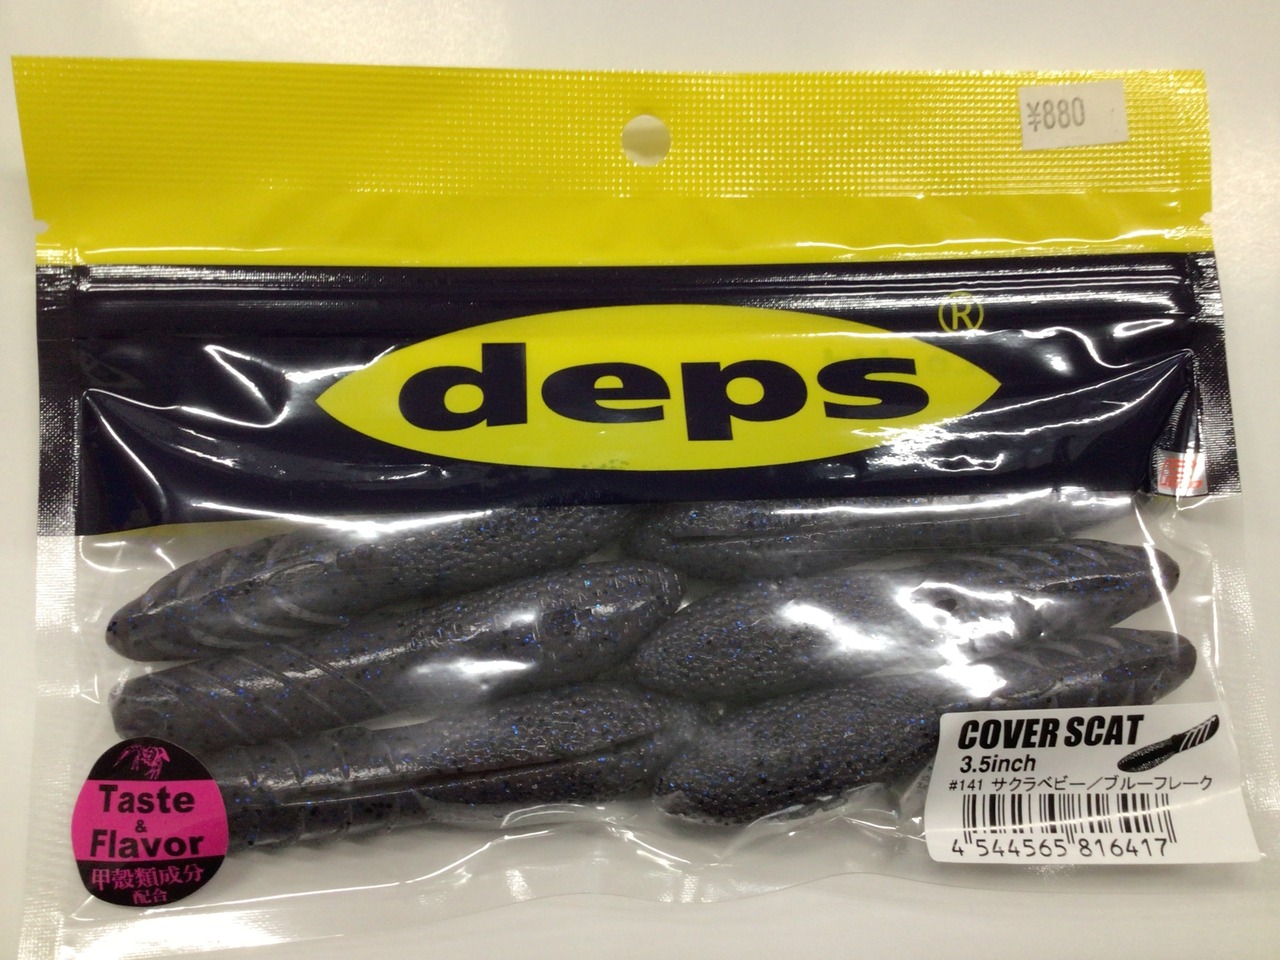 ¥880
deps®
COVER SCAT
3.5inch
#141 サクラベビー/ブルーフレーク
4 544565 816417
Taste
&
Flavor
甲殻類成分
配合